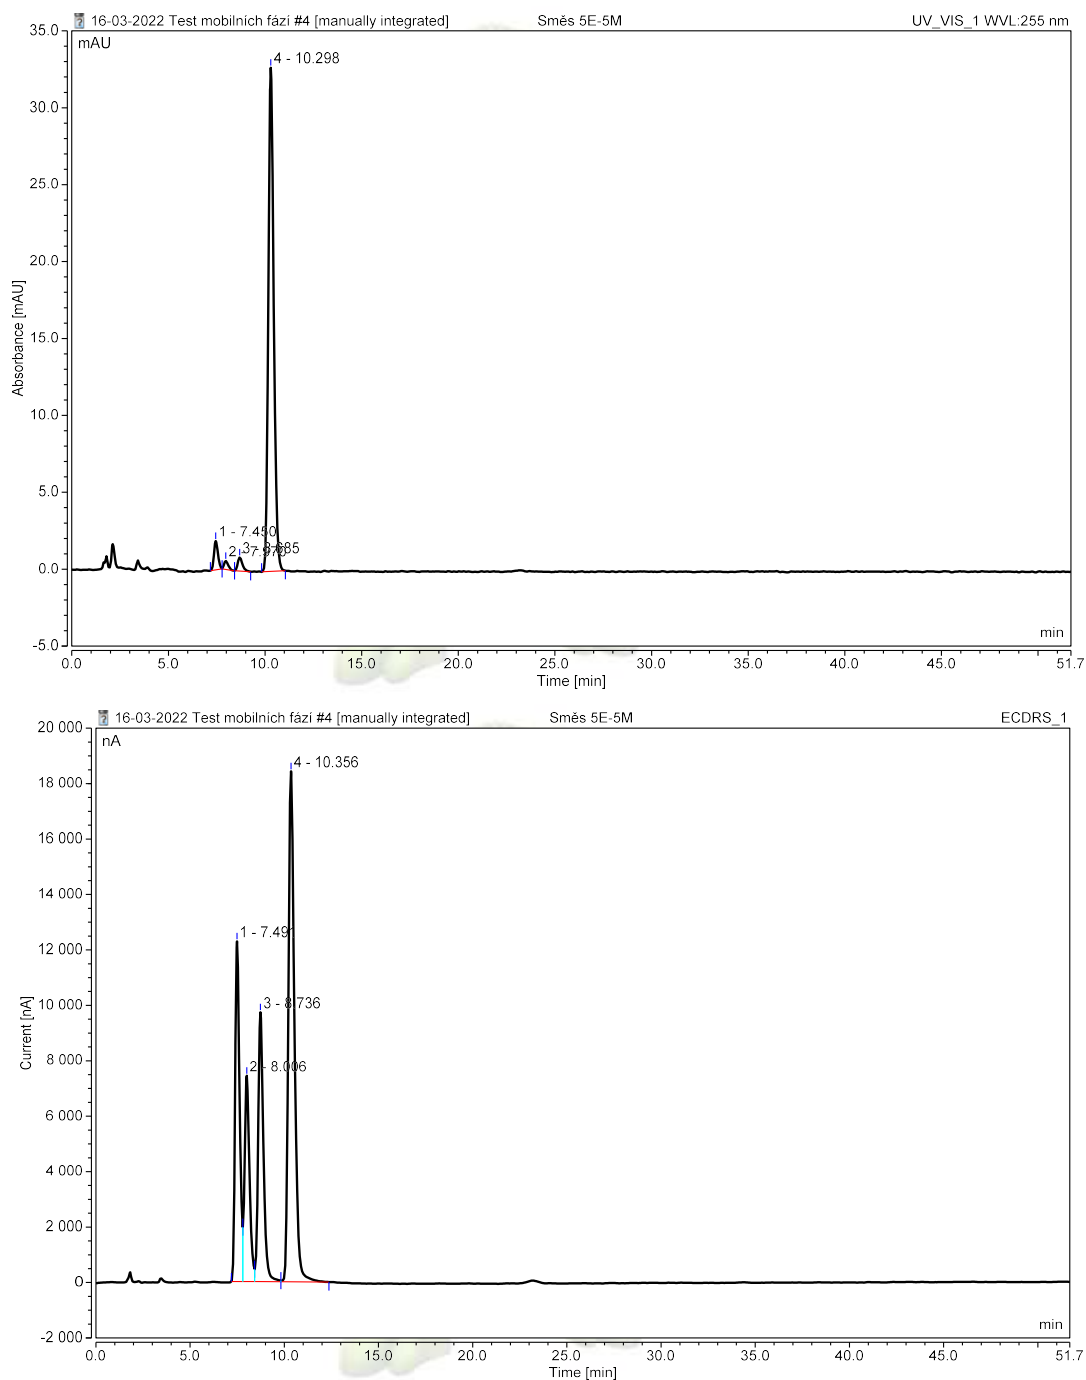 16-03-2022 Test mobilních fází #4 [manually integrated] Směs 5E-5M UV_VIS_1 WVL:255 nm
35.0
mAU
4 - 10.298
30.0
25.0
20.0
Absorbance [mAU]
15.0
10.0
5.0
1 - 7.450
2 - 7.970
3 - 8.685
0.0
-5.0
min
0.0 5.0 10.0 15.0 20.0 25.0 30.0 35.0 40.0 45.0 51.7
Time [min]
16-03-2022 Test mobilních fází #4 [manually integrated] Směs 5E-5M ECDRS_1
20 000
nA
4 - 10.356
18 000
16 000
14 000
1 - 7.491
12 000
10 000
3 - 8.736
Current [nA]
8 000
2 - 8.006
6 000
4 000
2 000
0
-2 000
min
0.0 5.0 10.0 15.0 20.0 25.0 30.0 35.0 40.0 45.0 51.7
Time [min]